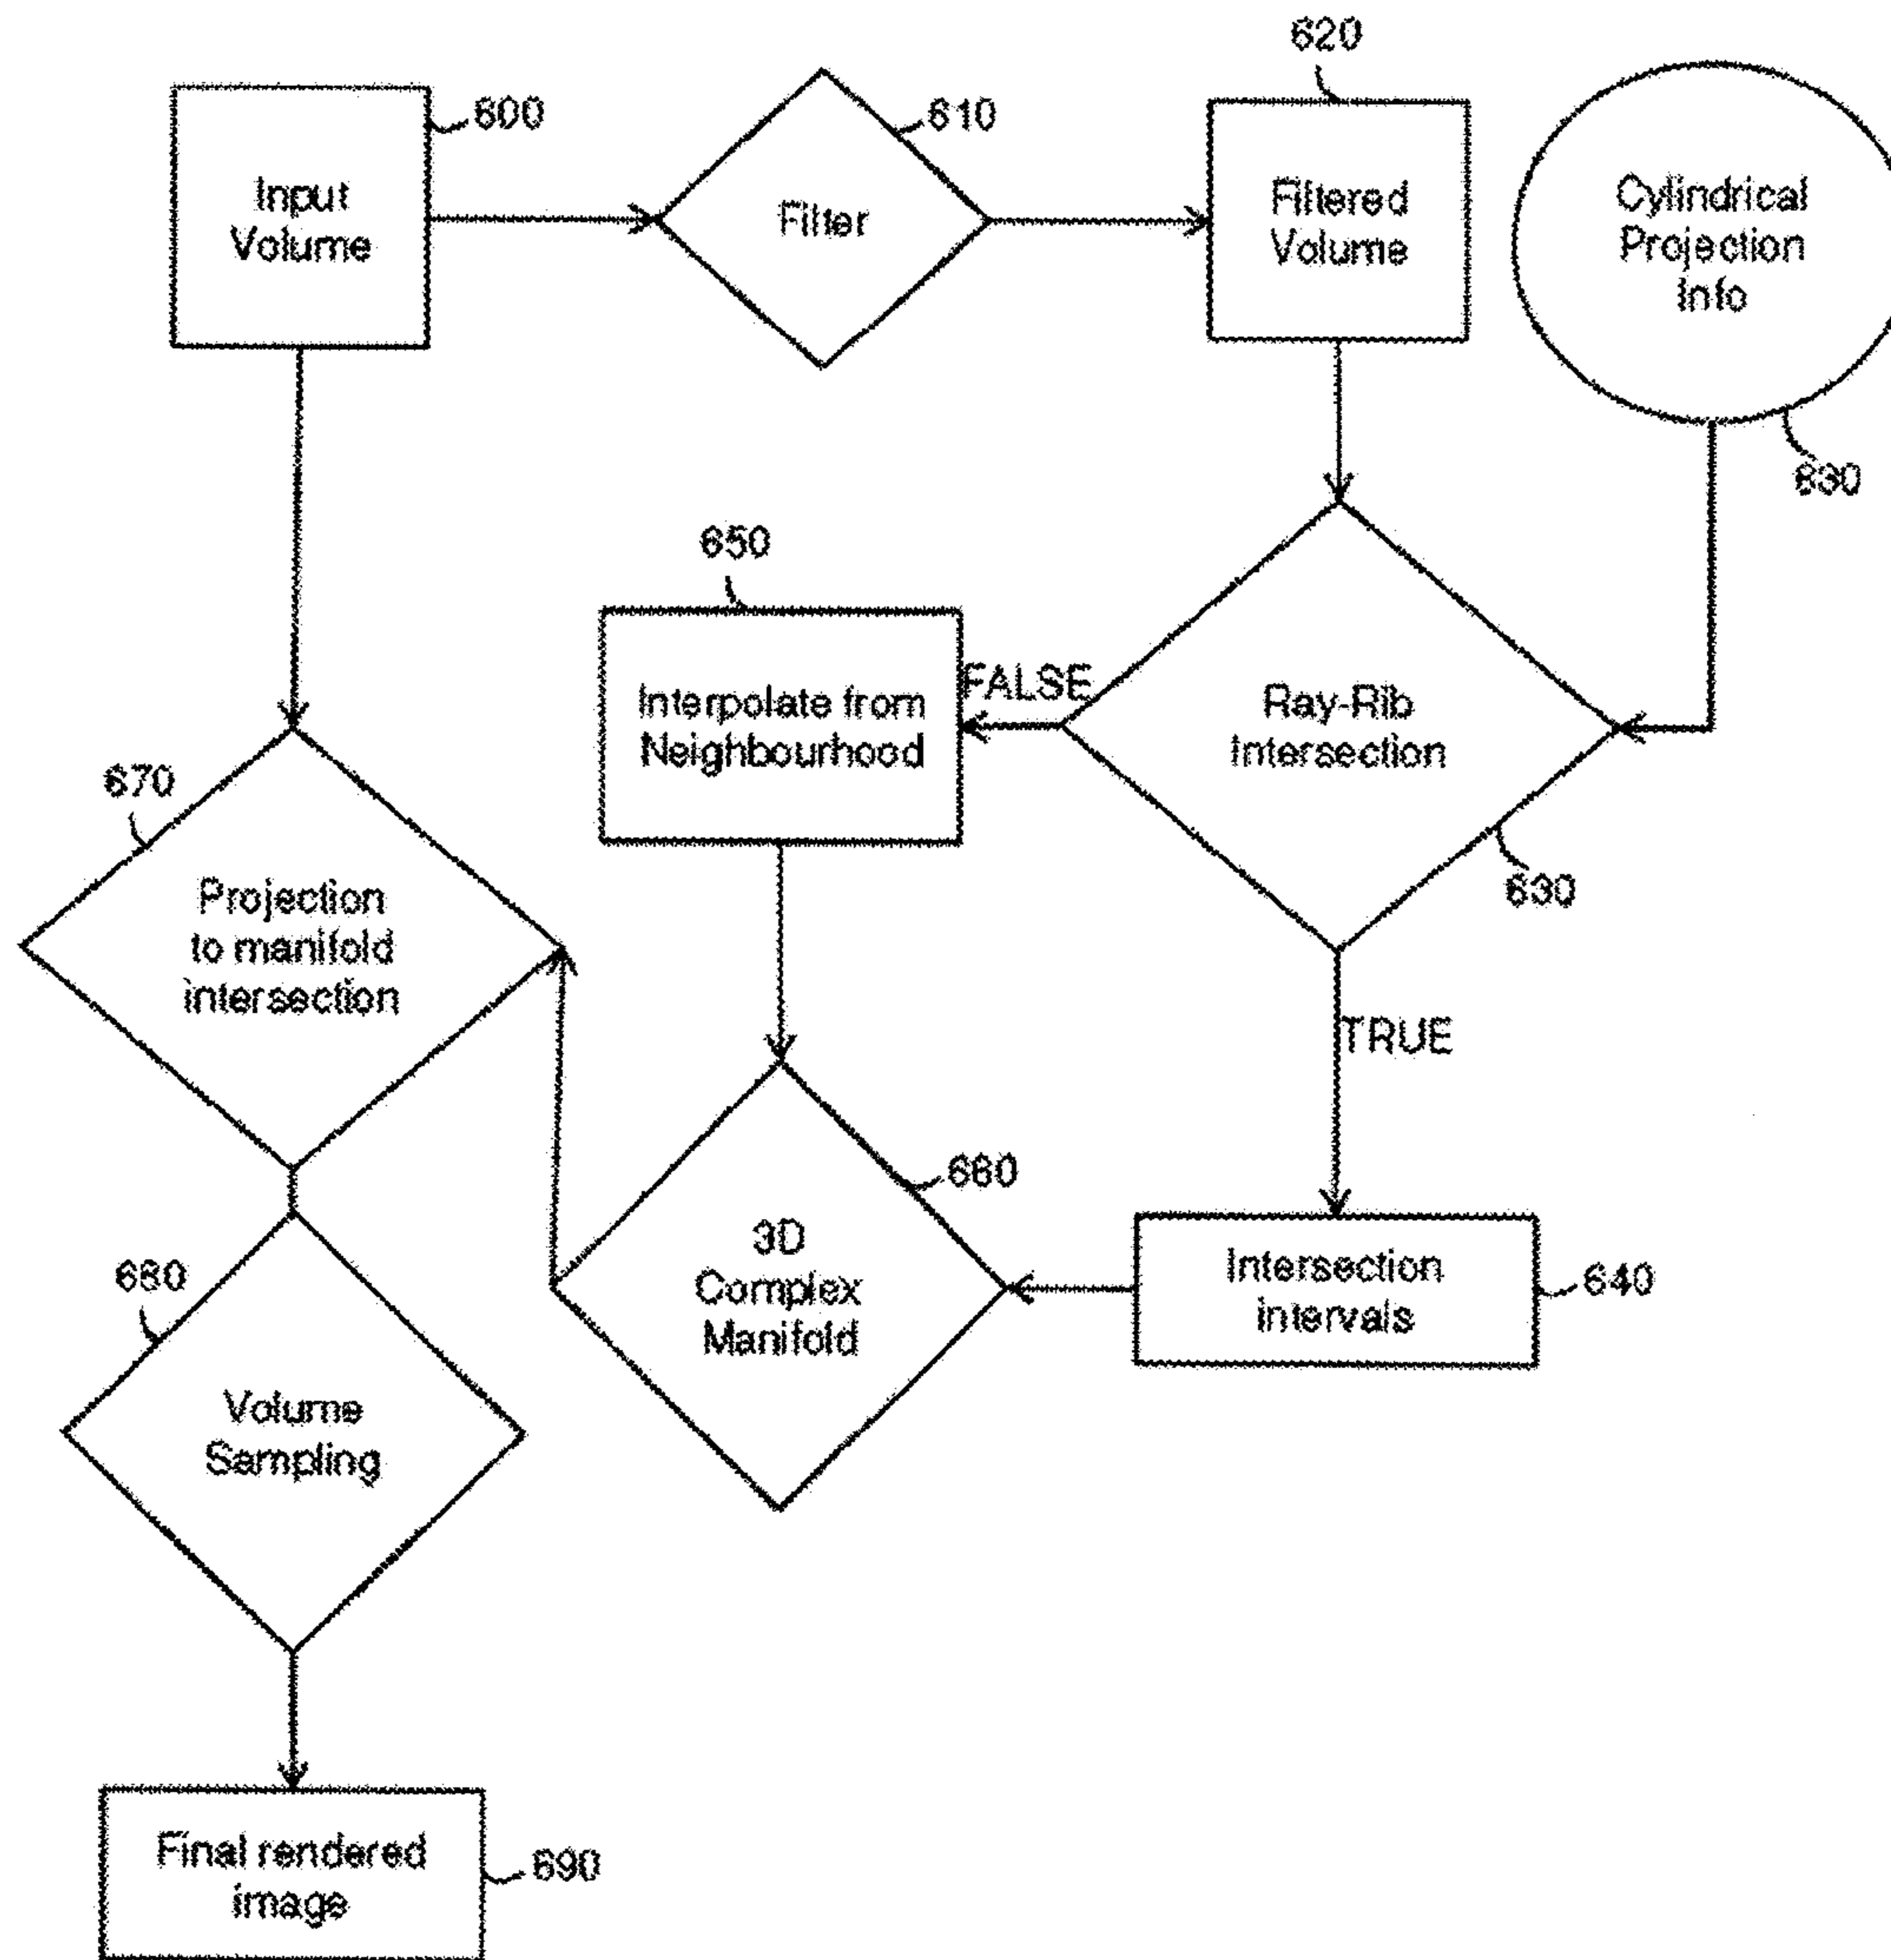 620
600
610
Input
Volume
Filter
Filtered
Volume
Cylindrical
Projection
Info
630
650
Interpolate from
Neighbourhood
FALSE
Ray-Rib
Intersection
630
670
Projection
to manifold
intersection
TRUE
660
3D
Complex
Manifold
Intersection
intervals
640
680
Volume
Sampling
Final rendered
image
690